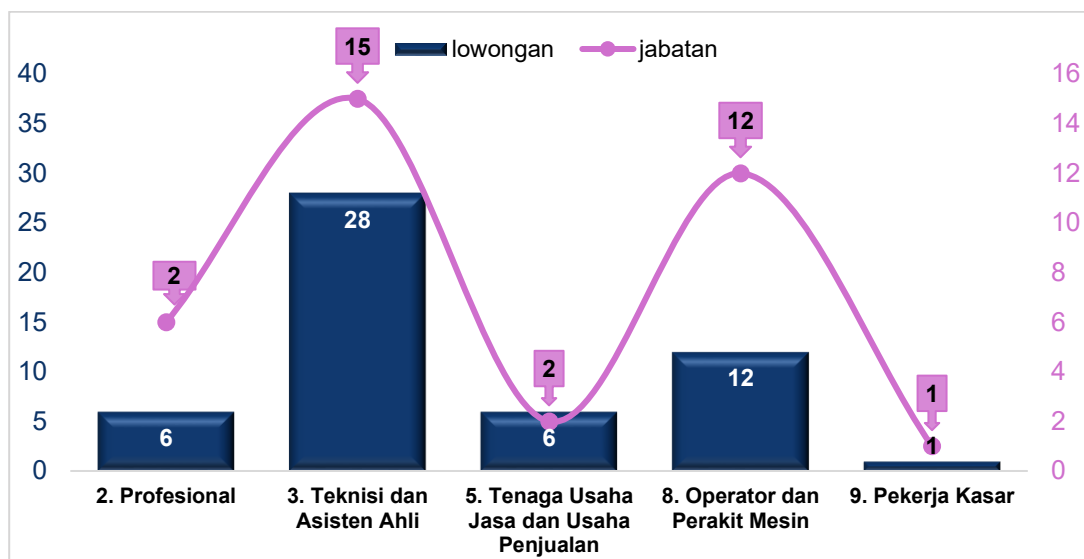 15
lowongan
jabatan
40
35
30
25
20
15
10
5
0
16
14
12
10
8
6
4
2
0
2
28
6
2
6
12
12
1
1
2. Profesional
3. Teknisi dan
Asisten Ahli
5. Tenaga Usaha
Jasa dan Usaha
Penjualan
8. Operator dan
Perakit Mesin
9. Pekerja Kasar